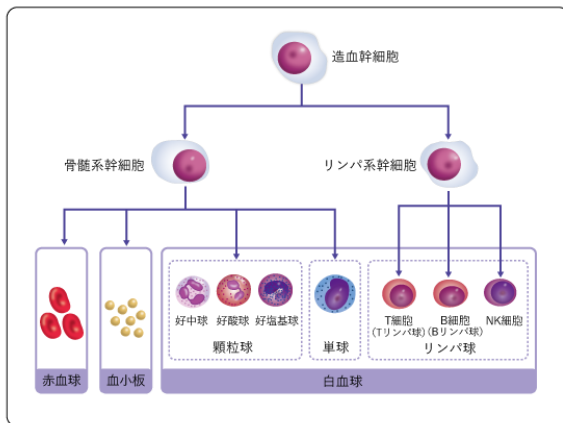 造血幹細胞
骨髄系幹細胞
リンパ系幹細胞
好中球
好酸球
好塩基球
顆粒球
単球
T細胞
(Tリンパ球)
B細胞
(Bリンパ球)
NK細胞
リンパ球
赤血球
血小板
白血球